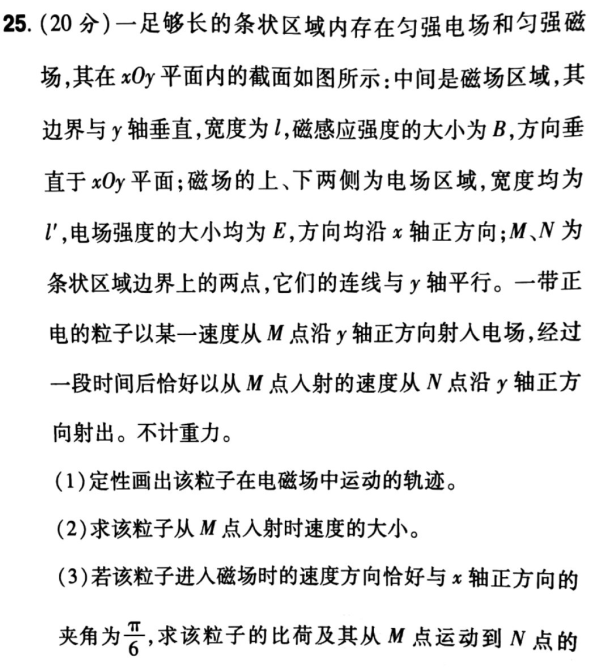 25. (20 分)一足够长的条状区域内存在匀强电场和匀强磁
场,其在 xOy 平面内的截面如图所示:中间是磁场区域,其
边界与 y 轴垂直,宽度为 l,磁感应强度的大小为 B,方向垂
直于 xOy 平面;磁场的上、下两侧为电场区域,宽度均为
l′,电场强度的大小均为 E,方向均沿 x 轴正方向;M、N 为
条状区域边界上的两点,它们的连线与 y 轴平行。一带正
电的粒子以某一速度从 M 点沿 y 轴正方向射入电场,经过
一段时间后恰好以从 M 点入射的速度从 N 点沿 y 轴正方
向射出。不计重力。
(1)定性画出该粒子在电磁场中运动的轨迹。
(2)求该粒子从 M 点入射时速度的大小。
(3)若该粒子进入磁场时的速度方向恰好与 x 轴正方向的
夹角为 π/6,求该粒子的比荷及其从 M 点运动到 N 点的